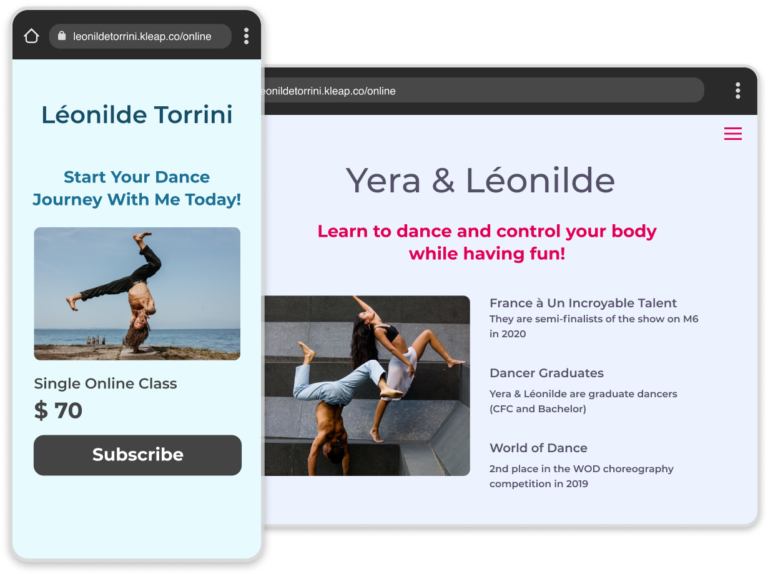 leonildetorrini.kleap.co/online
Léonilde Torrini
Start Your Dance
Journey With Me Today!
Single Online Class
$ 70
Subscribe
eonildetorrini.kleap.co/online
Yera & Léonilde
Learn to dance and control your body
while having fun!
France à Un Incroyable Talent
They are semi-finalists of the show on M6
in 2020
Dancer Graduates
Yera & Léonilde are graduate dancers
(CFC and Bachelor)
World of Dance
2nd place in the WOD choreography
competition in 2019